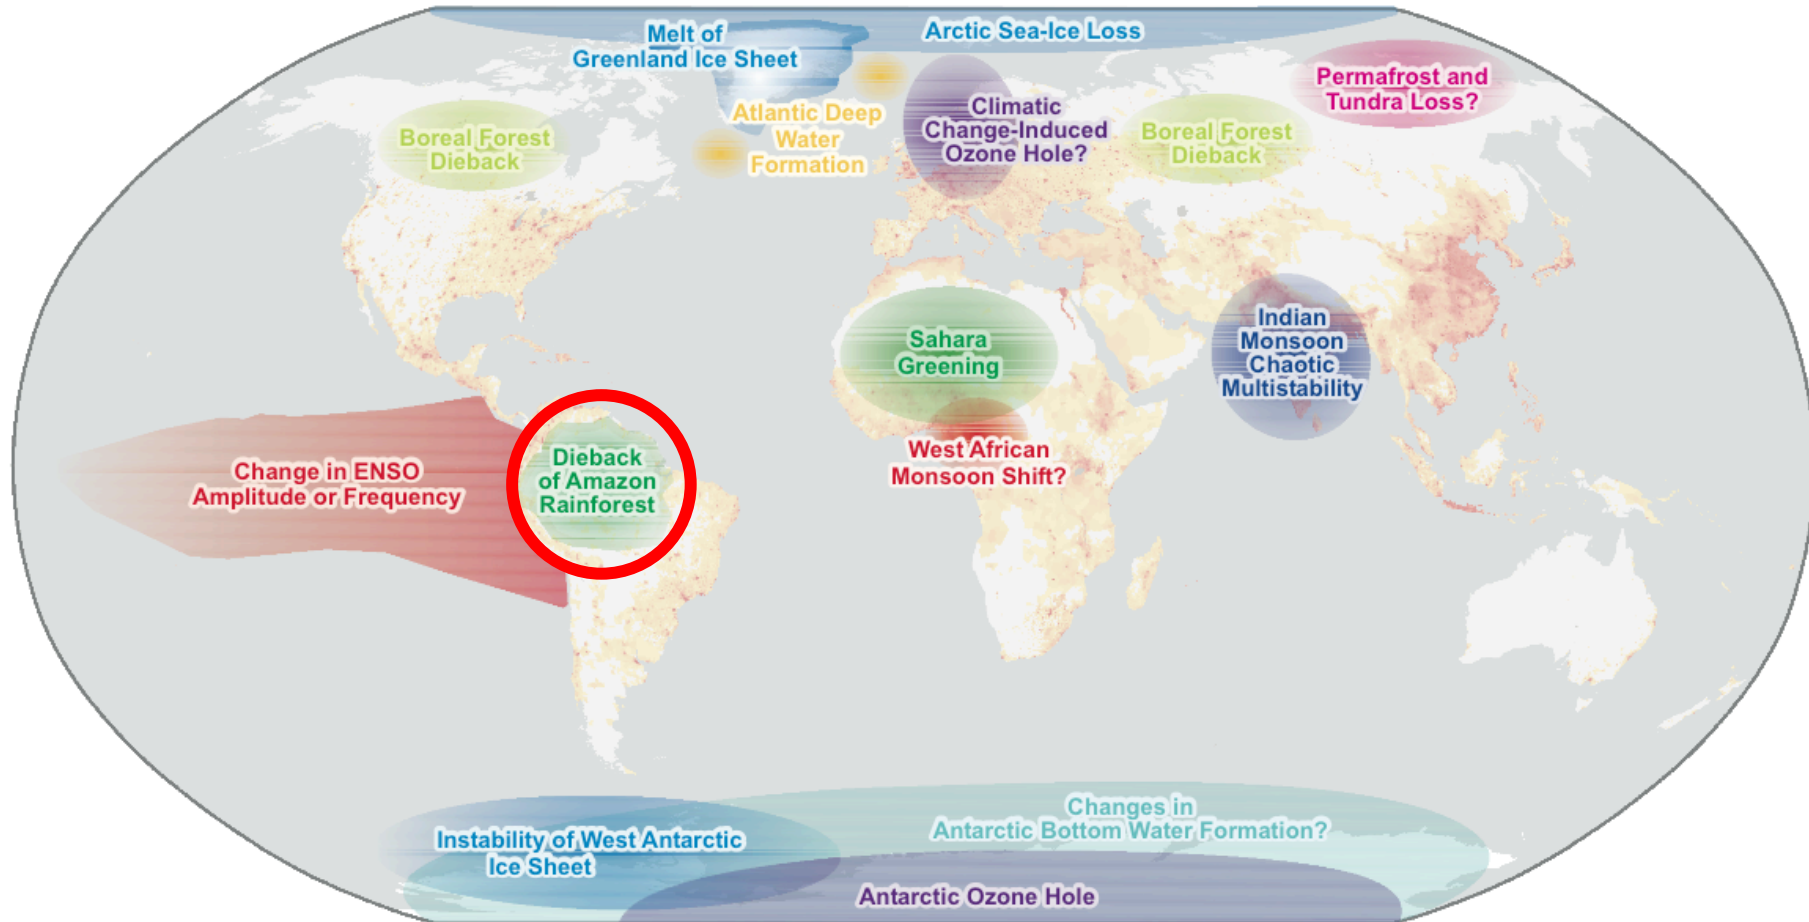 Melt of
Greenland Ice Sheet
Arctic Sea-Ice Loss
Permafrost and
Tundra Loss?
Boreal Forest
Dieback
Atlantic Deep
Water
Formation
Climatic
Change-Induced
Ozone Hole?
Boreal Forest
Dieback
Sahara
Greening
Indian
Monsoon
Chaotic
Multistability
Change in ENSO
Amplitude or Frequency
Dieback
of Amazon
Rainforest
West African
Monsoon Shift?
Instability of West Antarctic
Ice Sheet
Changes in
Antarctic Bottom Water Formation?
Antarctic Ozone Hole